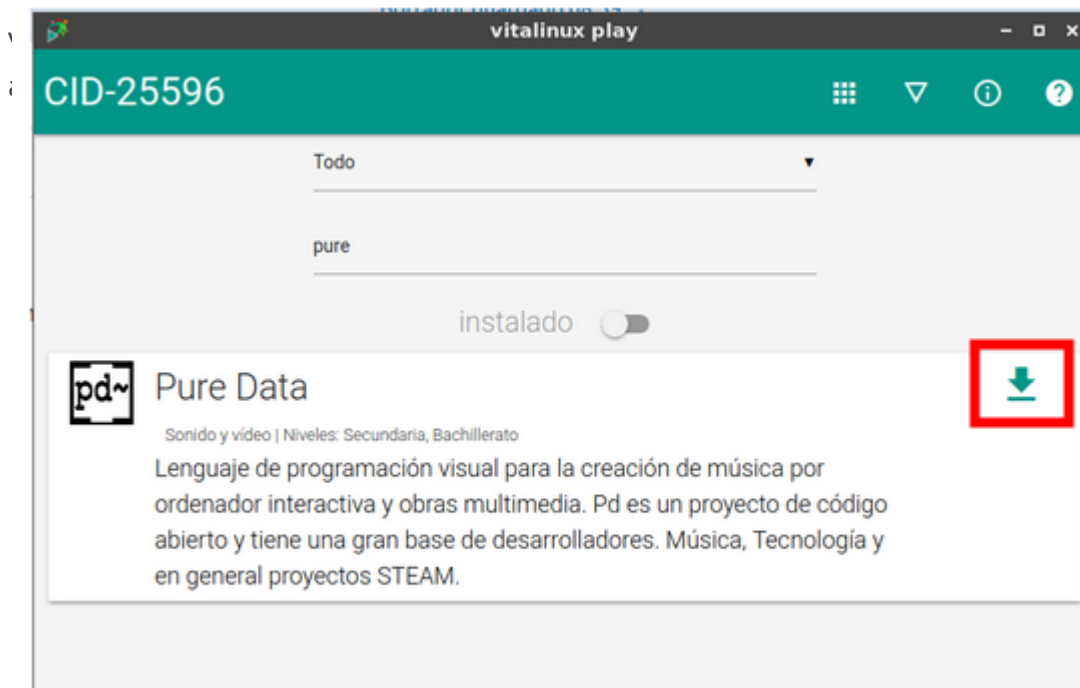 vitalinux play
CID-25596
Todo
pure
instalado
pd~
Pure Data
Sonido y vídeo | Niveles: Secundaria, Bachillerato
Lenguaje de programación visual para la creación de música por
ordenador interactiva y obras multimedia. Pd es un proyecto de código
abierto y tiene una gran base de desarrolladores. Música, Tecnología y
en general proyectos STEAM.